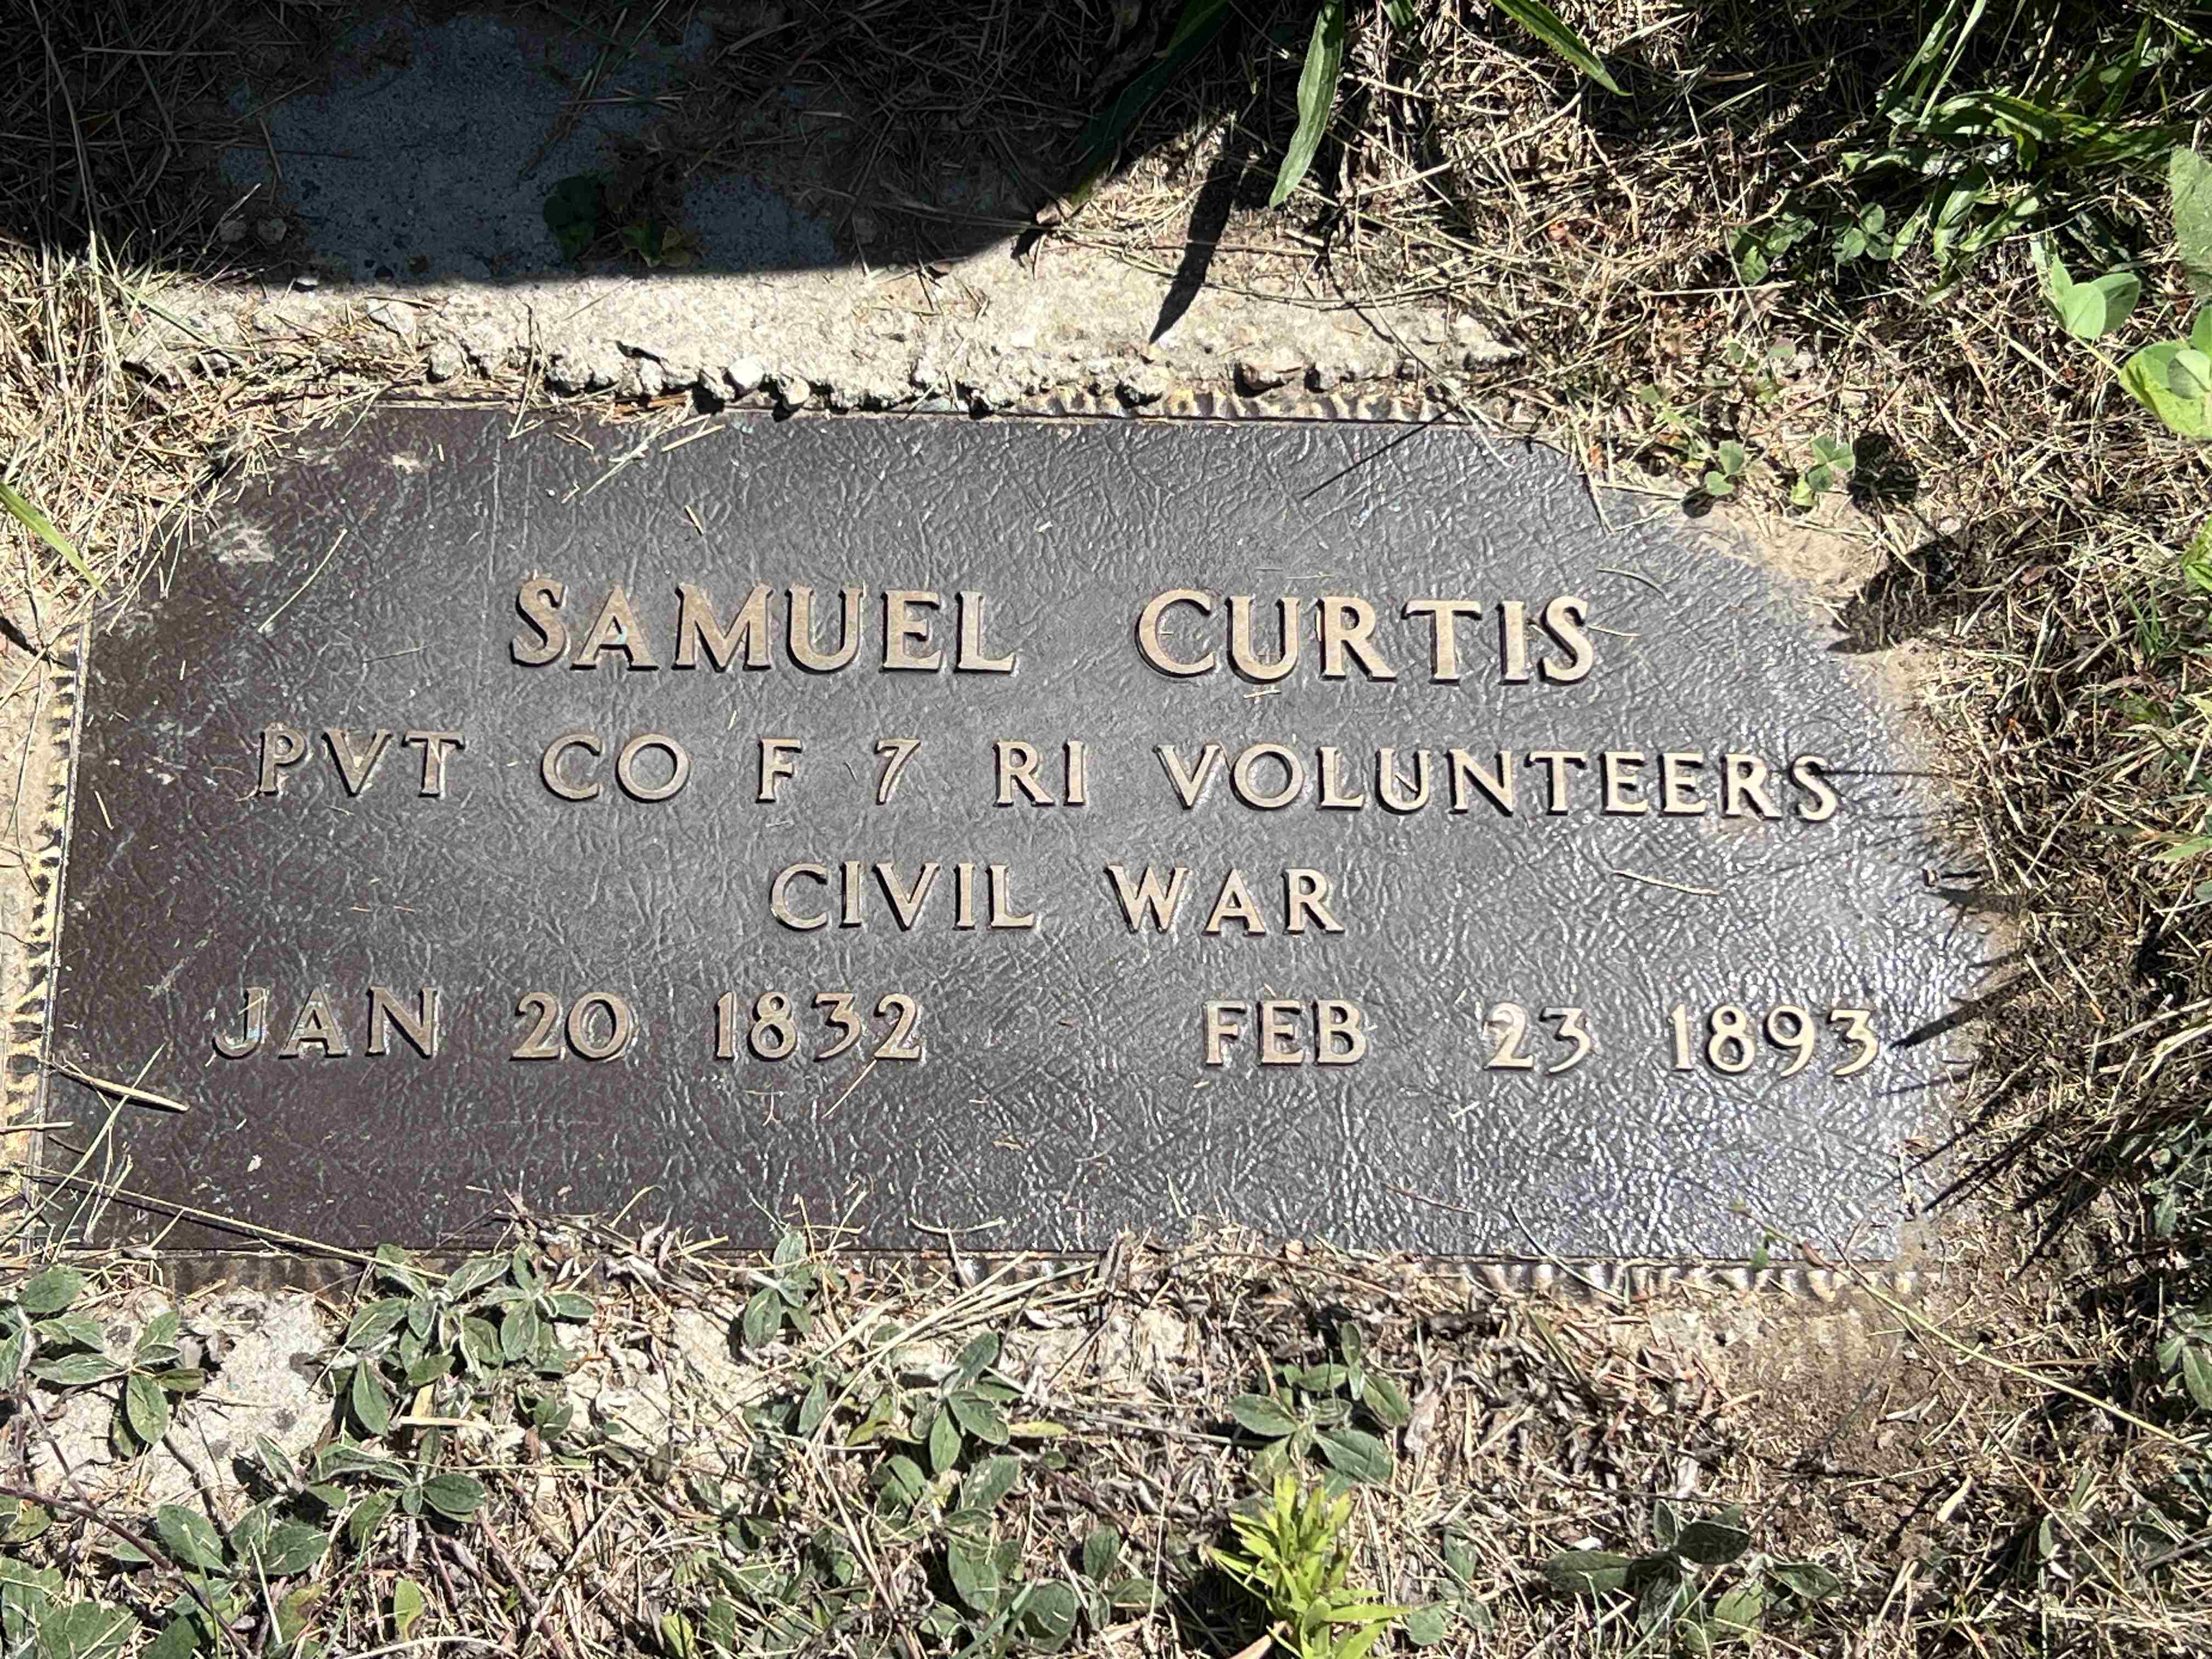 SAMUEL CURTIS
PVT CO F 7 RI VOLUNTEERS
CIVIL WAR
JAN 20 1832 FEB 23 1893